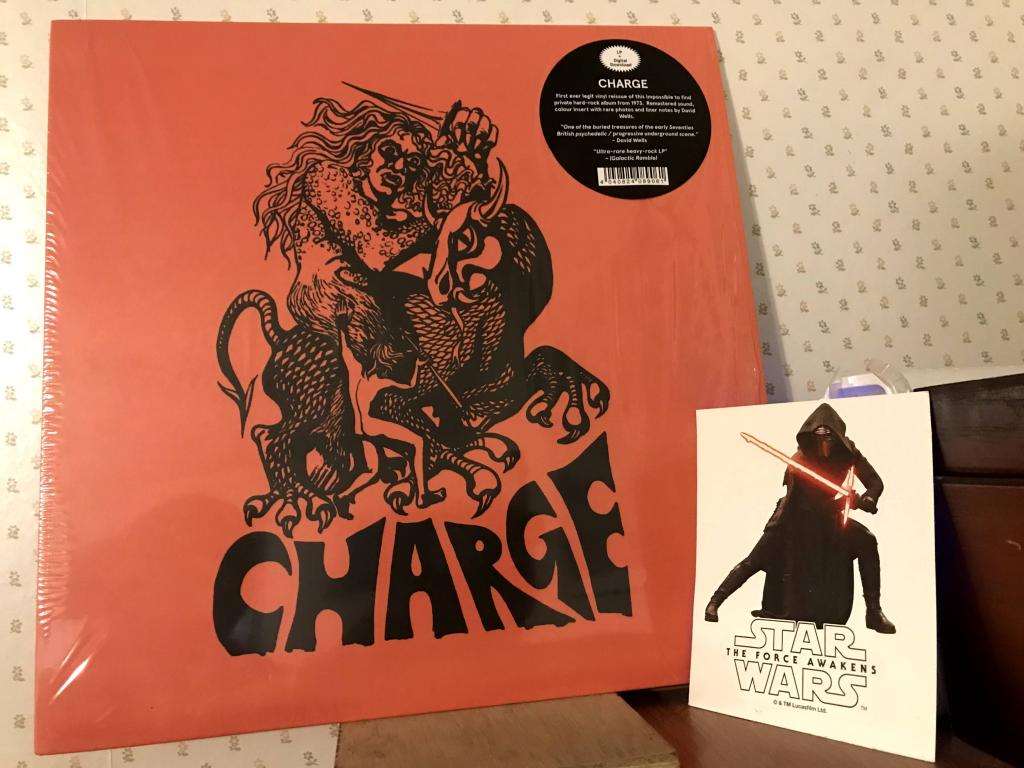 LP
+
Digital
Download!
CHARGE
First ever legit vinyl reissue of this impossible to find
private hard-rock album from 1973. Remastered sound,
colour insert with rare photos and liner notes by David
Wells.
"One of the buried treasures of the early Seventies
British psychedelic / progressive underground scene."
- David Wells
"Ultra-rare heavy-rock LP"
- (Galactic Ramble)
4 040824 089081
CHARGE
STAR
THE FORCE AWAKENS
WARS
TM
© & TM Lucasfilm Ltd.